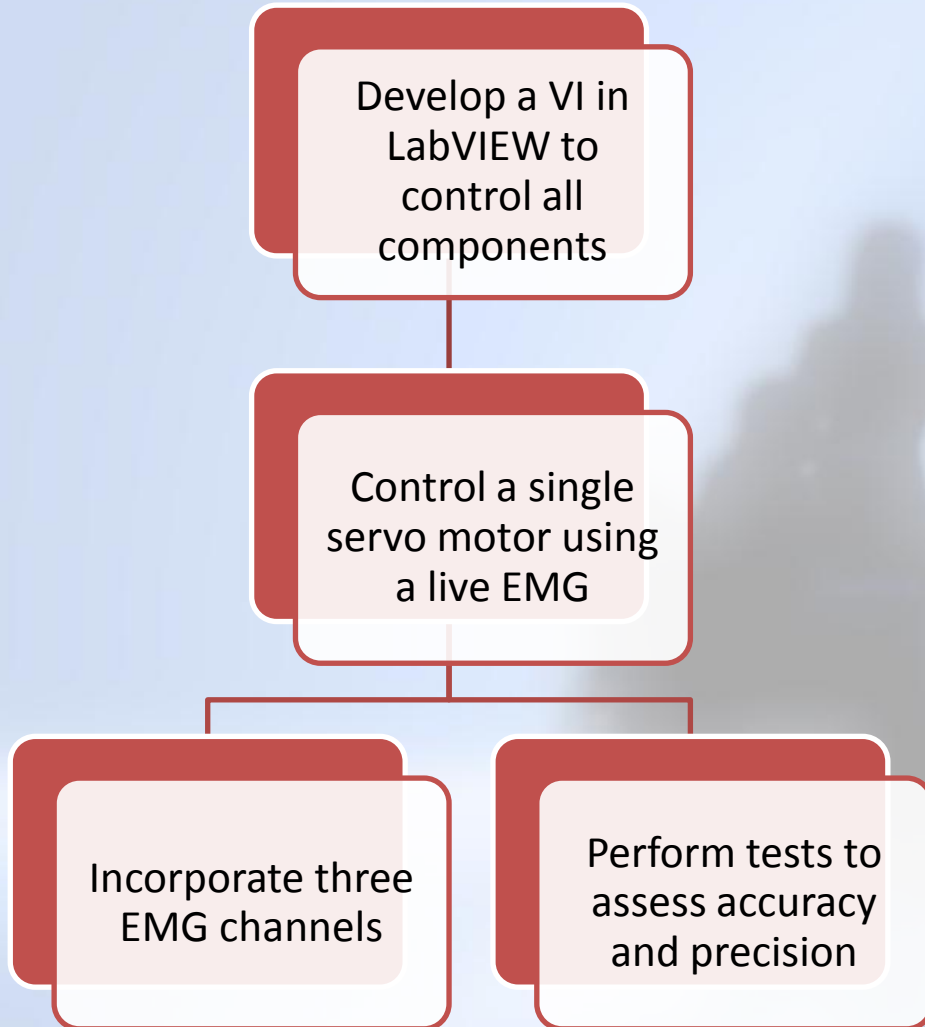 Develop a VI in
LabVIEW to
control all
components
Control a single
servo motor using
a live EMG
Incorporate three
EMG channels
Perform tests to
assess accuracy
and precision